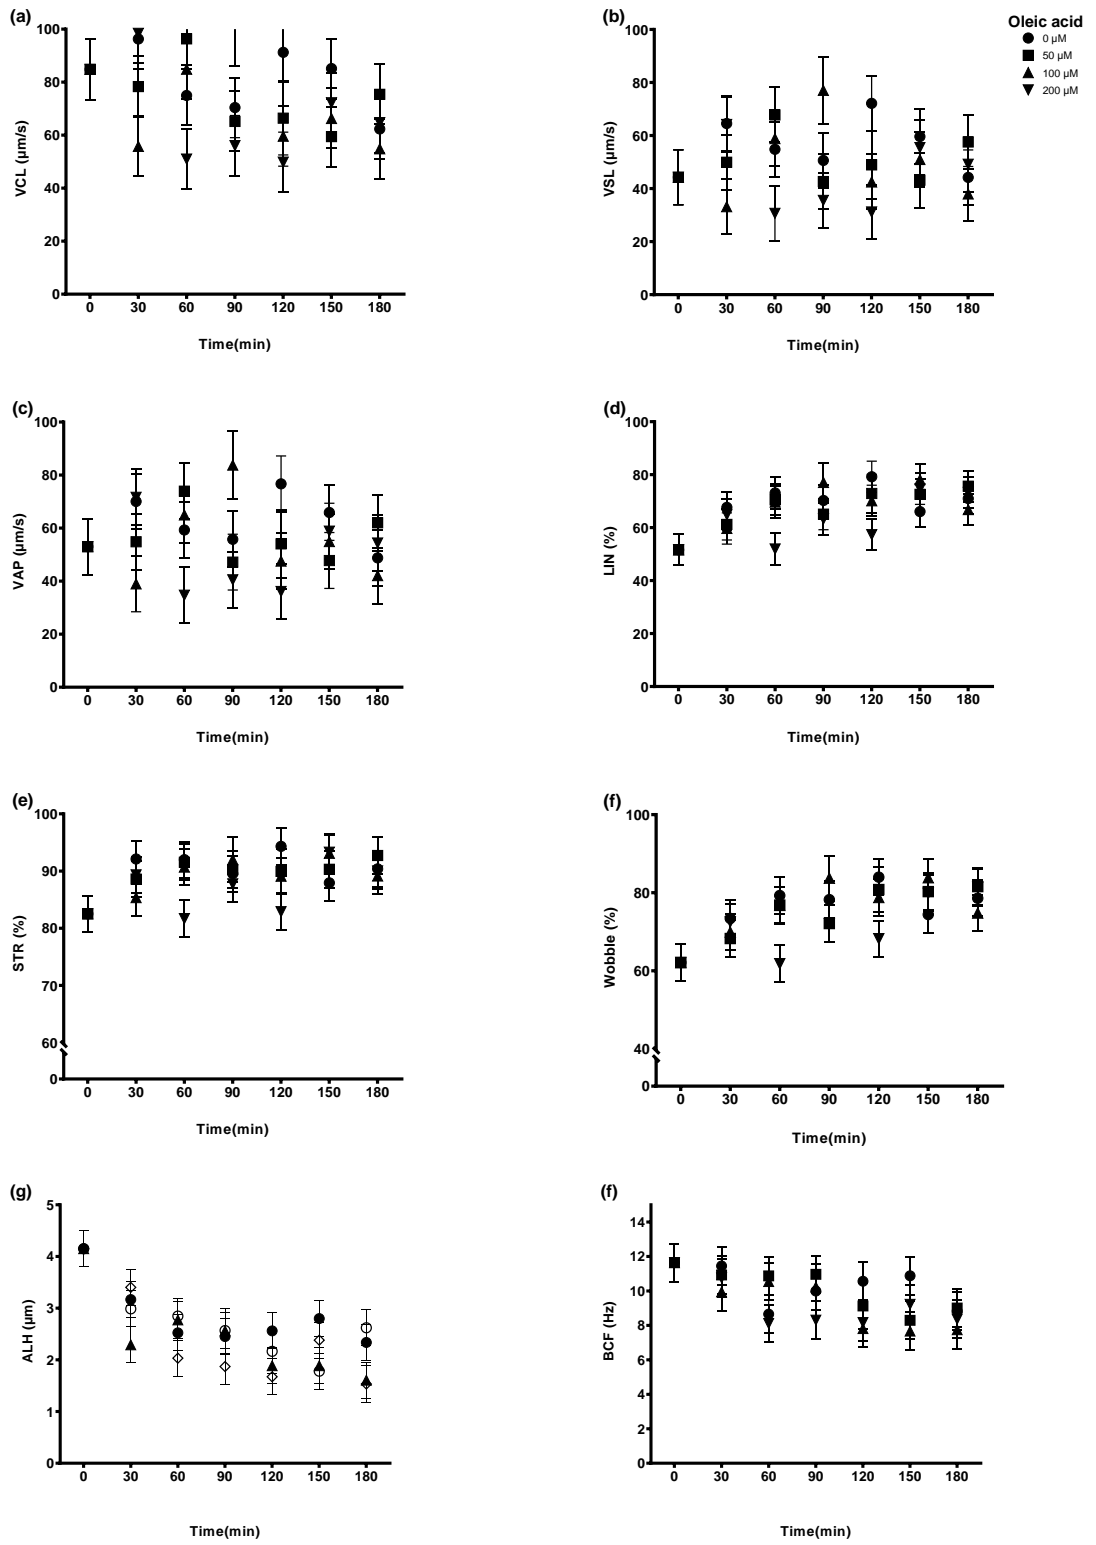 (a)
100
80
60
40
20
0
VCL (µm/s)
0 30 60 90 120 150 180
Time(min)
(b)
100
80
60
40
20
0
VSL (µm/s)
0 30 60 90 120 150 180
Time(min)
Oleic acid
0 µM
50 µM
100 µM
200 µM
(c)
100
80
60
40
20
0
VAP (µm/s)
0 30 60 90 120 150 180
Time(min)
(d)
100
80
60
40
20
0
LIN (%)
0 30 60 90 120 150 180
Time(min)
(e)
100
90
80
70
60
0
STR (%)
0 30 60 90 120 150 180
Time(min)
(f)
100
80
60
40
0
Wobble (%)
0 30 60 90 120 150 180
Time(min)
(g)
5
4
3
2
1
0
ALH (µm)
0 30 60 90 120 150 180
Time(min)
(f)
14
12
10
8
6
4
2
0
BCF (Hz)
0 30 60 90 120 150 180
Time(min)